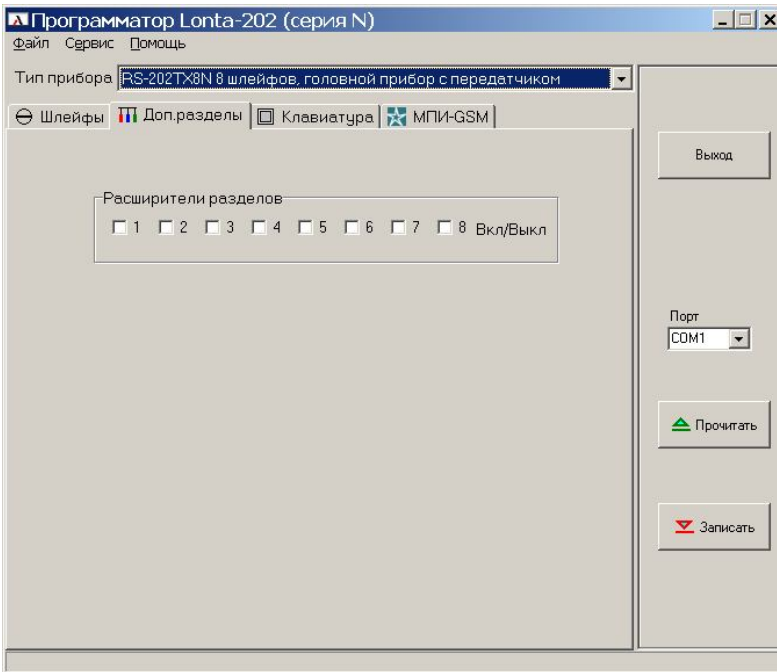 Программатор Lonta-202 (серия N)
Файл Сервис Помощь
Тип прибора RS-202TX8N 8 шлейфов, головной прибор с передатчиком
Шлейфы Доп.разделы Клавиатура МПИ-GSM
Выход
Расширители разделов
1 2 3 4 5 6 7 8 Вкл/Выкл
Порт
COM1
Прочитать
Записать